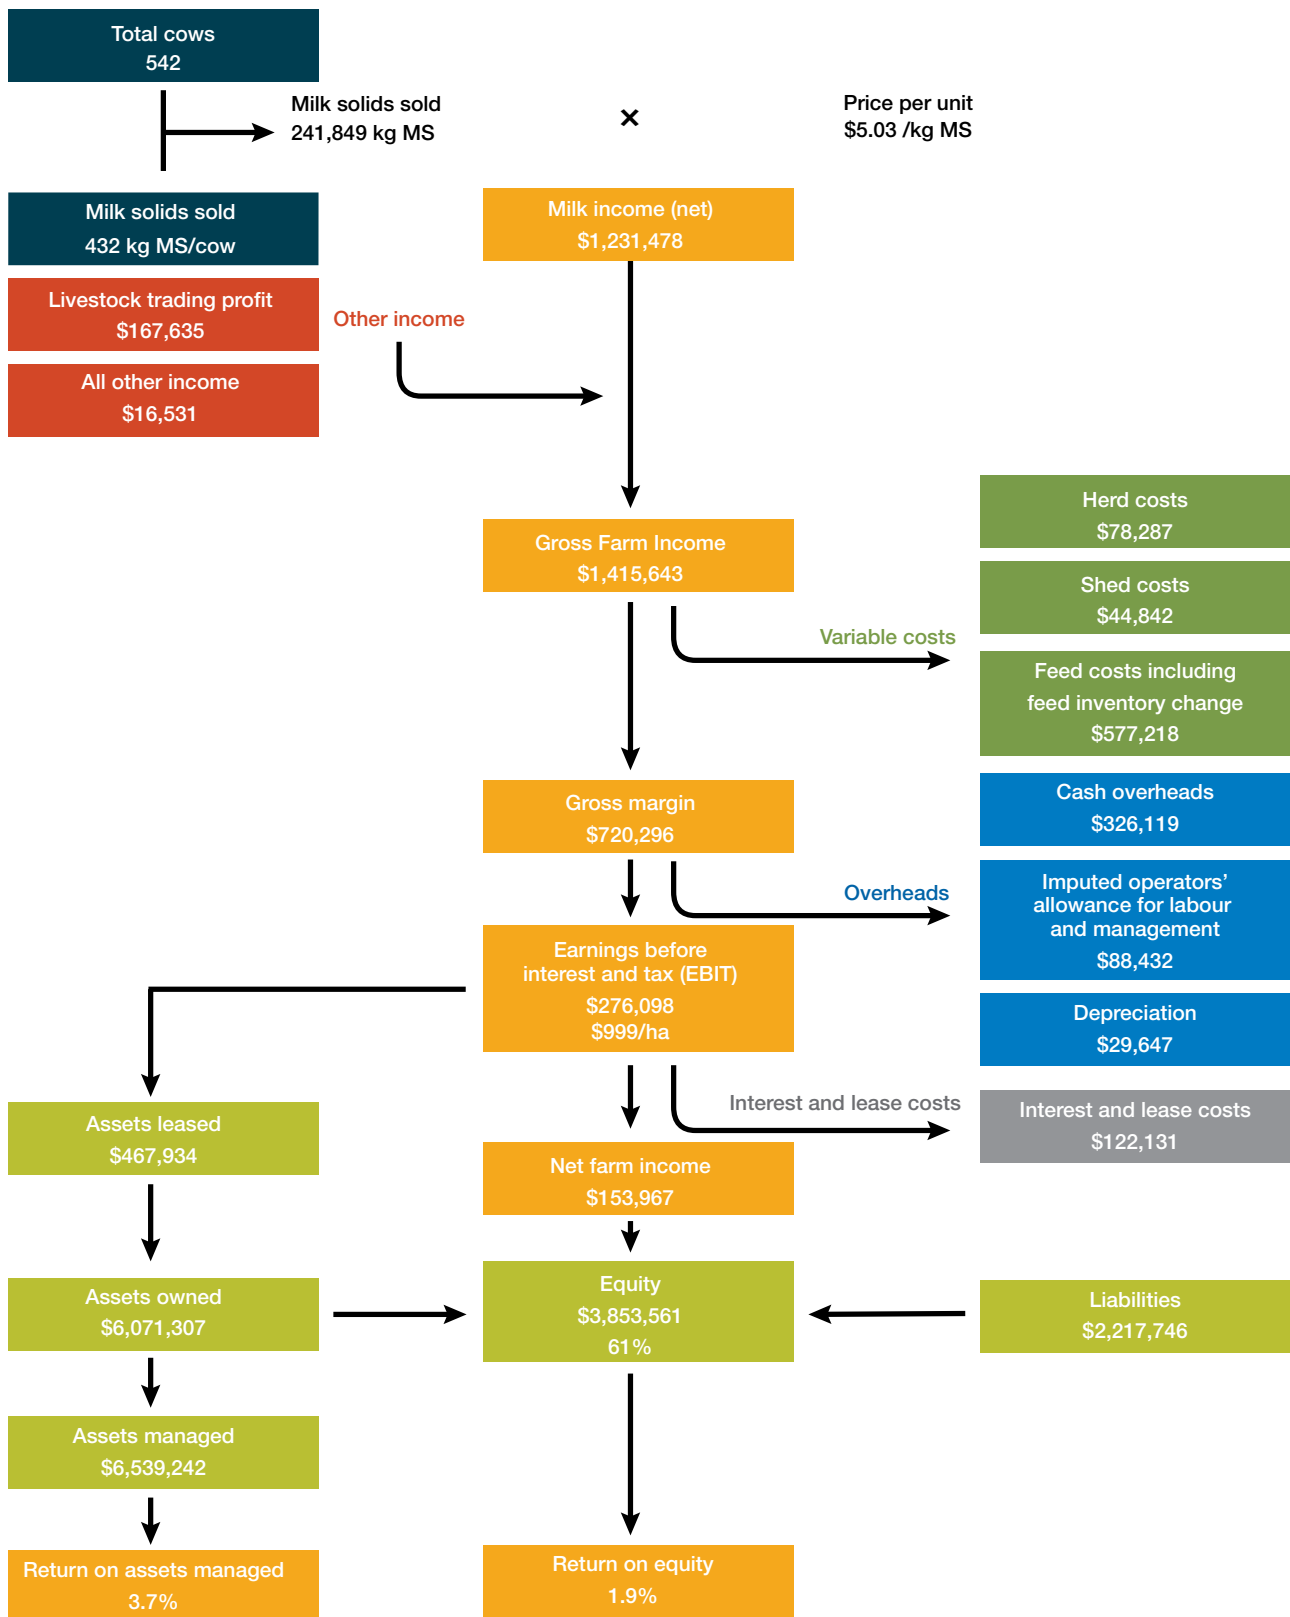 Total cows
542
Milk solids sold
241,849 kg MS
×
Price per unit
$5.03 /kg MS
Milk solids sold
432 kg MS/cow
Milk income (net)
$1,231,478
Livestock trading profit
$167,635
Other income
All other income
$16,531
Herd costs
$78,287
Gross Farm Income
$1,415,643
Shed costs
$44,842
Variable costs
Feed costs including
feed inventory change
$577,218
Gross margin
$720,296
Cash overheads
$326,119
Overheads
Imputed operators’
allowance for labour
and management
$88,432
Earnings before
interest and tax (EBIT)
$276,098
$999/ha
Depreciation
$29,647
Assets leased
$467,934
Interest and lease costs
Interest and lease costs
$122,131
Net farm income
$153,967
Assets owned
$6,071,307
Equity
$3,853,561
61%
Liabilities
$2,217,746
Assets managed
$6,539,242
Return on assets managed
3.7%
Return on equity
1.9%